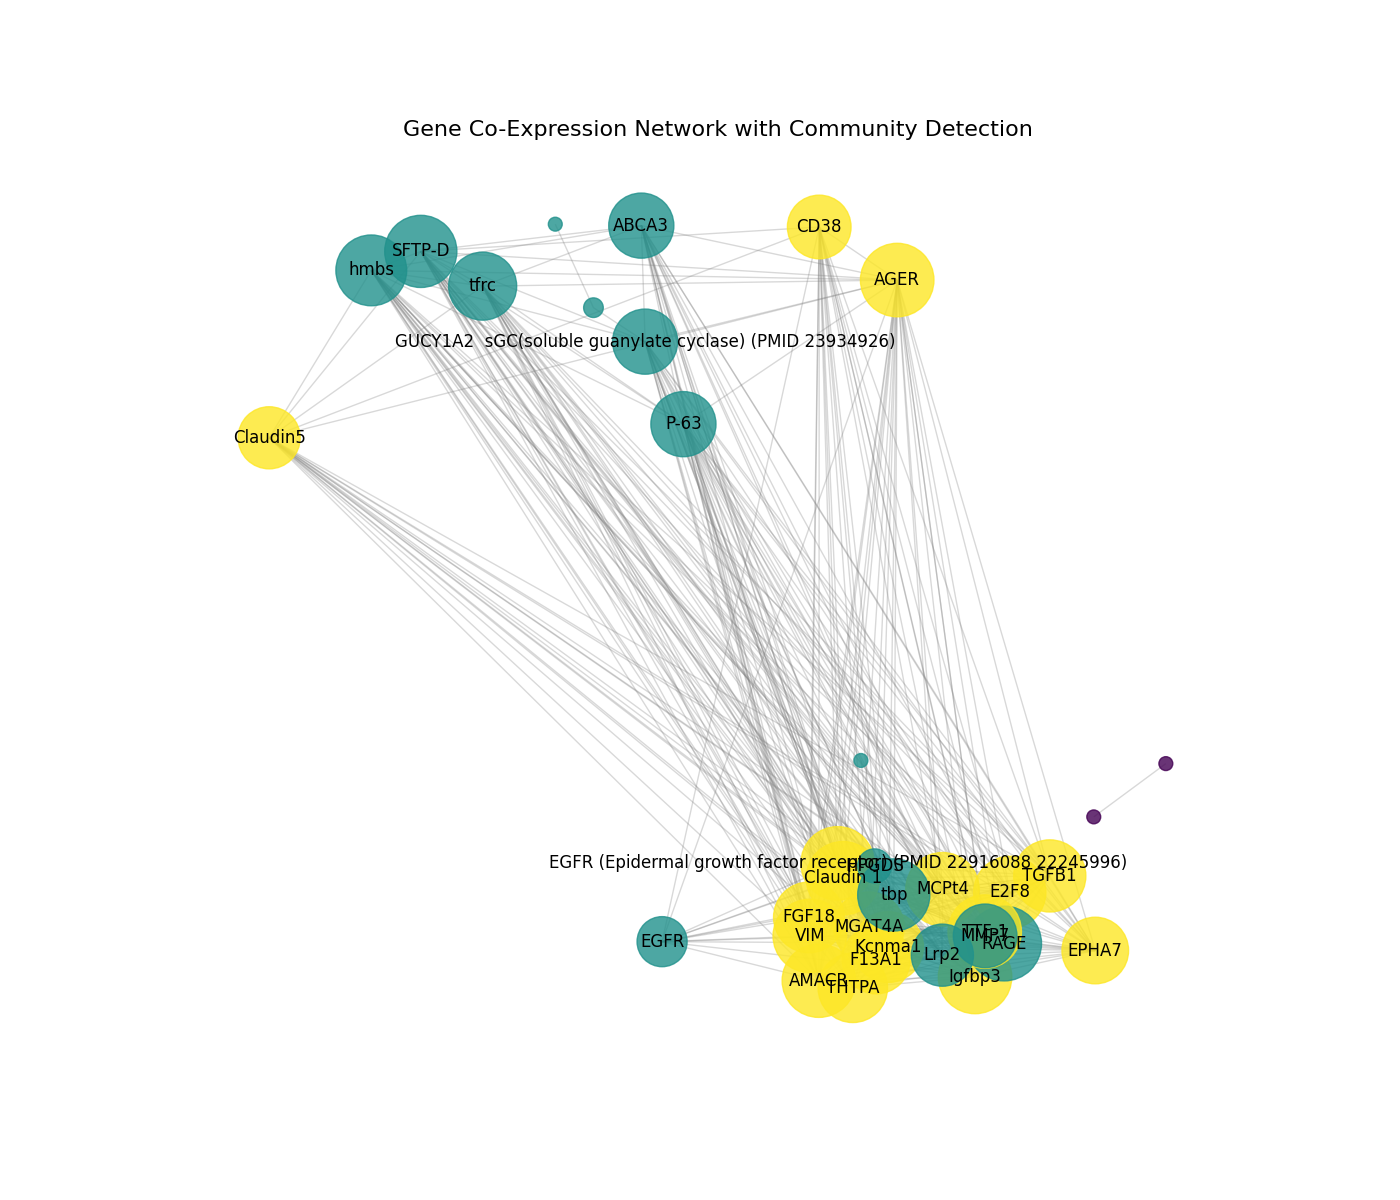 Gene Co-Expression Network with Community Detection
ABCA3
CD38
SFTP-D
hmbs
AGER
tfrc
GUCY1A2  sGC(soluble guanylate cyclase) (PMID 23934926)
P-63
Claudin5
EGFR (Epidermal growth factor receptor) (PMID 22916088 22245996)
HPGDS
Claudin 1
TGFB1
MCPt4
E2F8
tbp
FGF18
MGAT4A
TTF-1
VIM
MMP7
EGFR
RAGE
Kcnma1
EPHA7
Lrp2
F13A1
Igfbp3
AMACR
THTPA